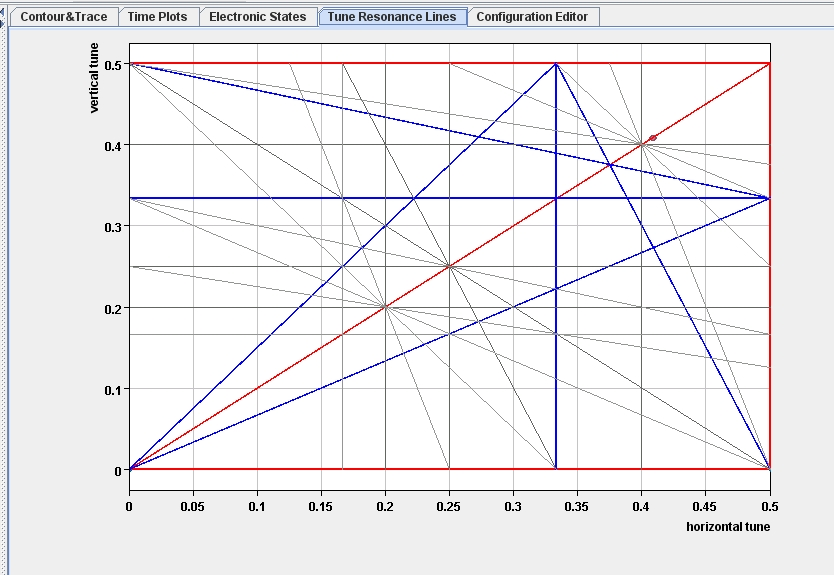 Contour&Trace Time Plots Electronic States Tune Resonance Lines Configuration Editor
vertical tune
0.5
0.4
0.3
0.2
0.1
0
0 0.05 0.1 0.15 0.2 0.25 0.3 0.35 0.4 0.45 0.5
horizontal tune